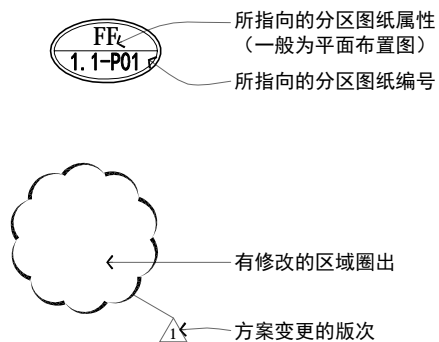 FF
1.1-P01
所指向的分区图纸属性
（一般为平面布置图）
所指向的分区图纸编号
有修改的区域圈出
1
方案变更的版次